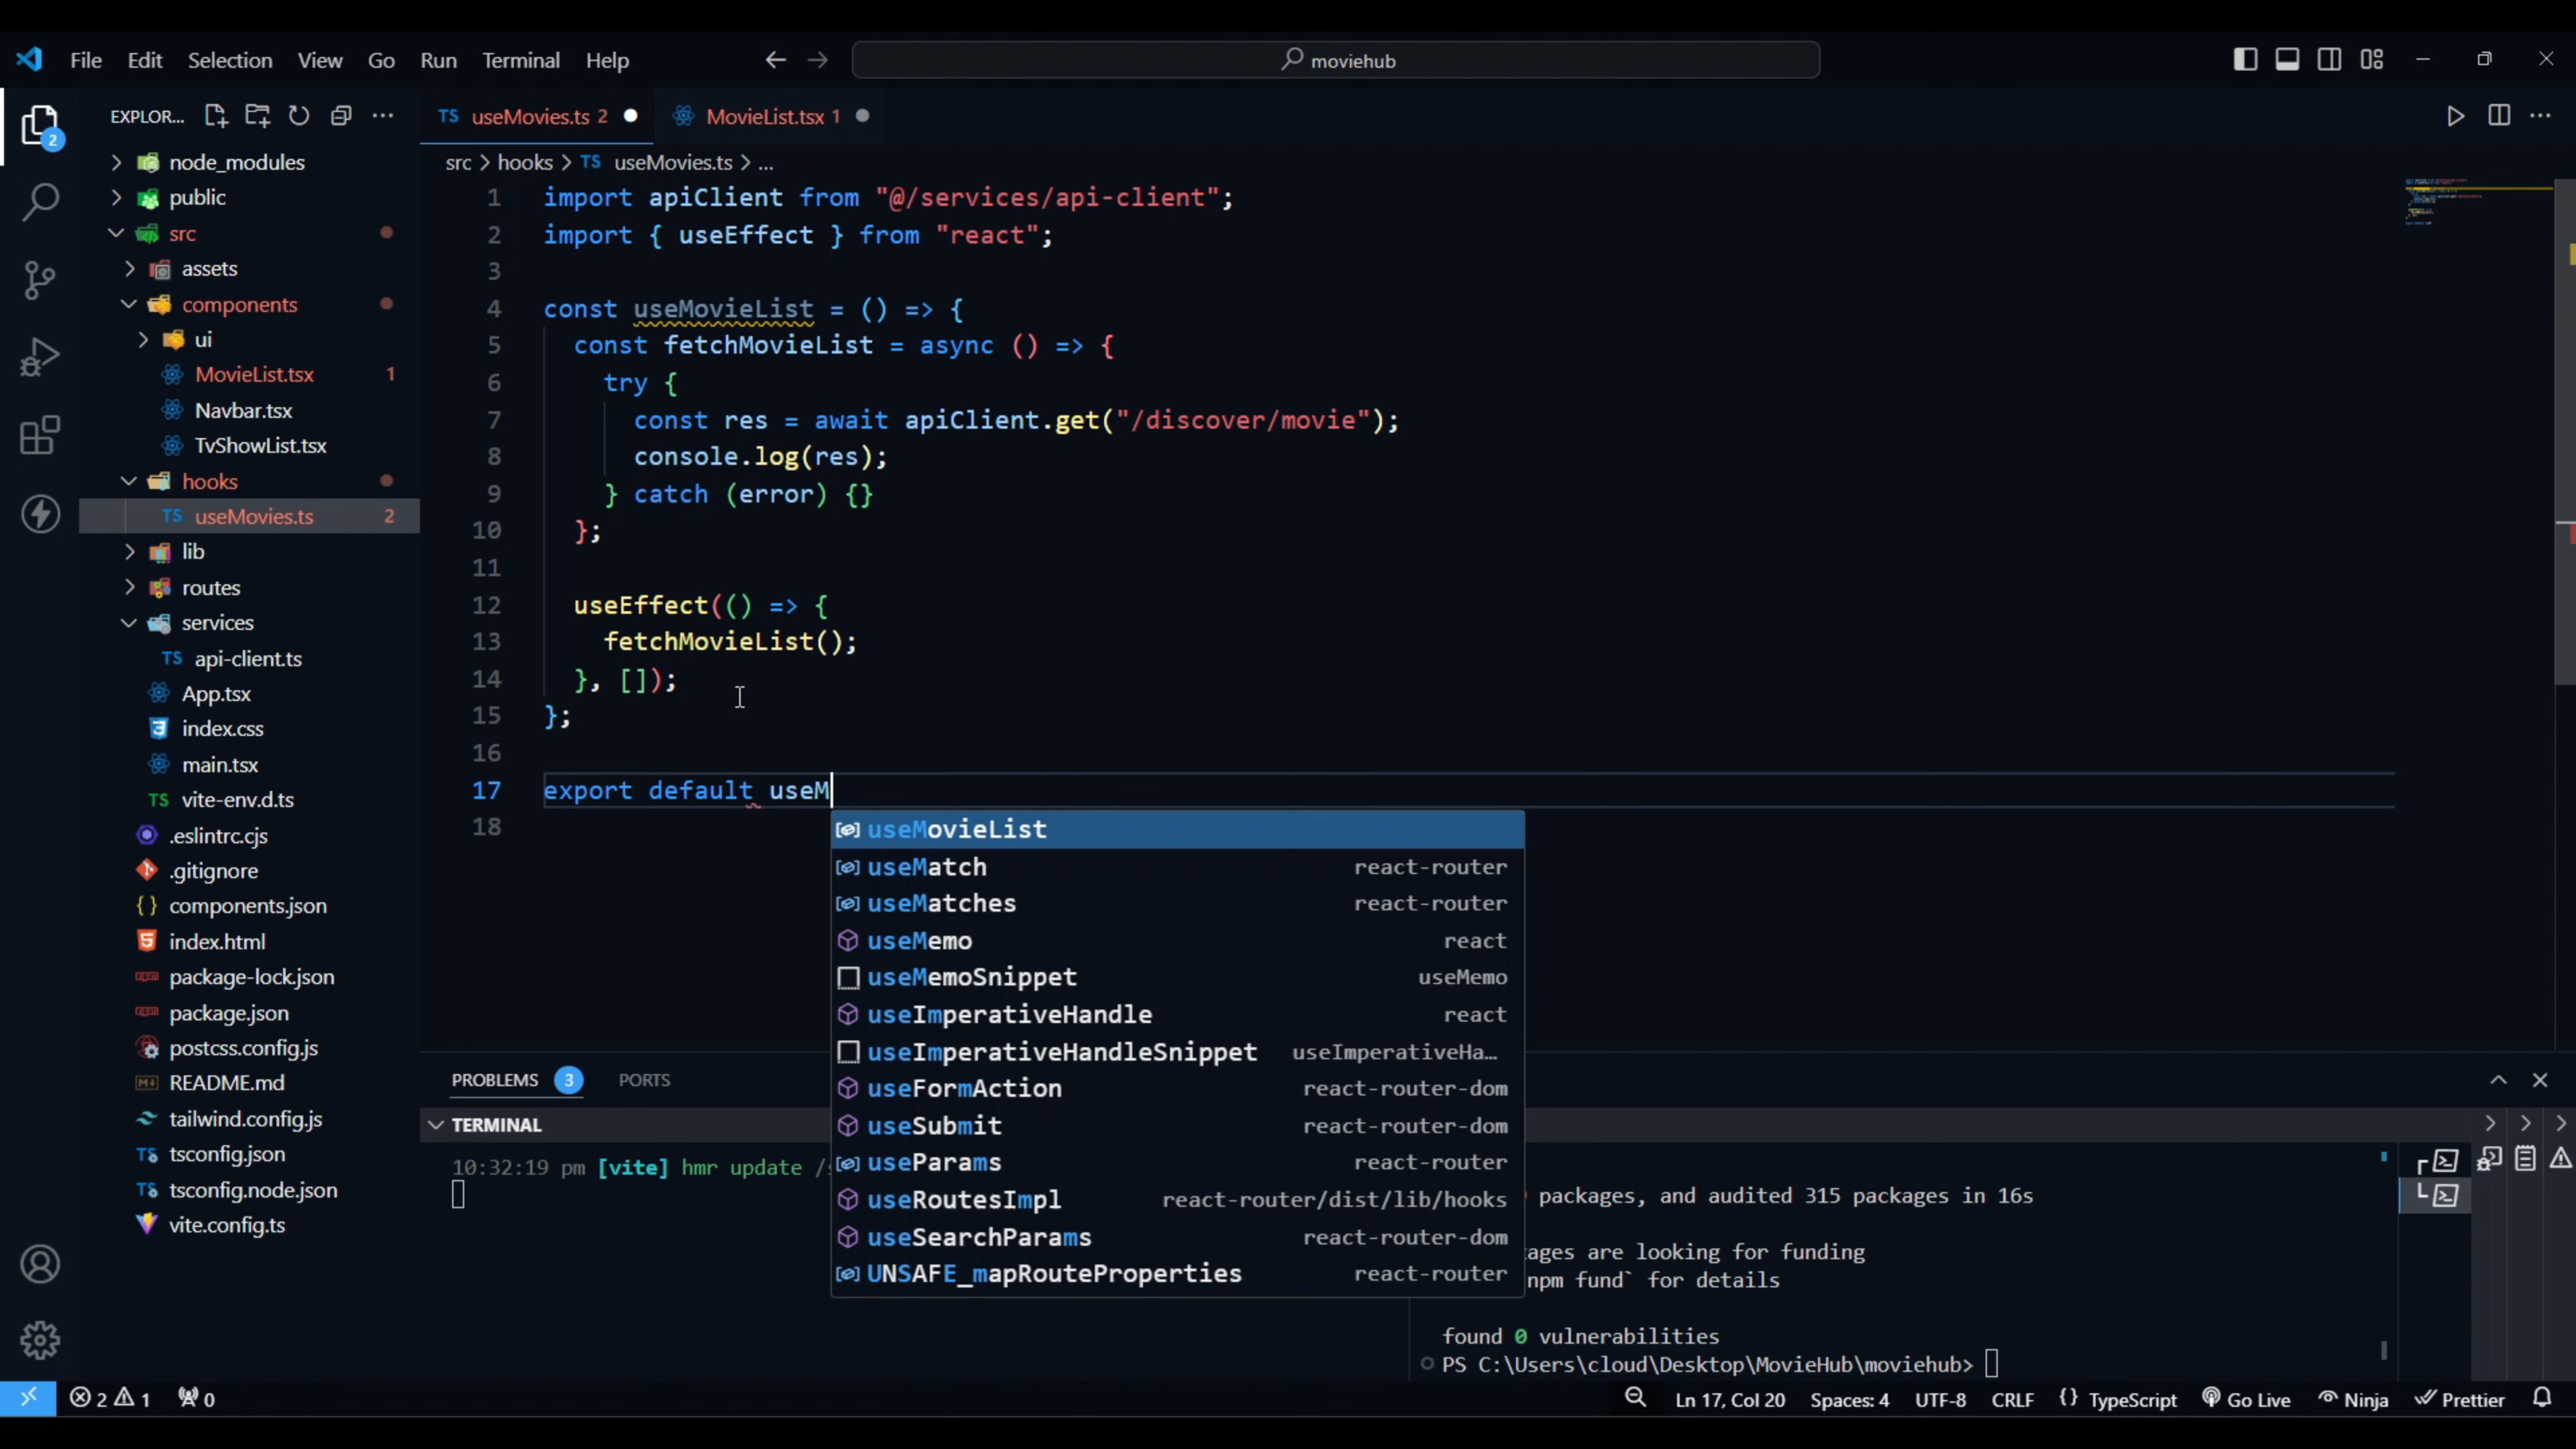 File Edit Selection View Go Run Terminal Help
moviehub
EXPLOR...
node_modules
public
src
assets
components
ui
MovieList.tsx 1
Navbar.tsx
TvShowList.tsx
hooks
TS useMovies.ts 2
lib
routes
services
TS api-client.ts
App.tsx
index.css
main.tsx
TS vite-env.d.ts
.eslintrc.cjs
.gitignore
components.json
index.html
package-lock.json
package.json
postcss.config.js
README.md
tailwind.config.js
tsconfig.json
tsconfig.node.json
vite.config.ts
2
TS useMovies.ts 2
MovieList.tsx 1
src > hooks > TS useMovies.ts > ...
1 import apiClient from "@/services/api-client";
2 import { useEffect } from "react";
3
4 const useMovieList = () => {
5 const fetchMovieList = async () => {
6 try {
7 const res = await apiClient.get("/discover/movie");
8 console.log(res);
9 } catch (error) {}
10 };
11
12 useEffect(() => {
13 fetchMovieList();
14 }, []);
15 };
16
17 export default useM
18
useMovieList
useMatch react-router
useMatches react-router
useMemo react
useMemoSnippet useMemo
useImperativeHandle react
useImperativeHandleSnippet useImperativeHa...
useFormAction react-router-dom
useSubmit react-router-dom
useParams react-router
useRoutesImpl react-router/dist/lib/hooks
useSearchParams react-router-dom
UNSAFE_mapRouteProperties react-router
PROBLEMS 3 PORTS
TERMINAL
10:32:19 pm [vite] hmr update
packages, and audited 315 packages in 16s
are looking for funding
npm fund` for details
found 0 vulnerabilities
PS C:\Users\cloud\Desktop\MovieHub\moviehub>
2 1 0
Ln 17, Col 20 Spaces: 4 UTF-8 CRLF {} TypeScript Go Live Ninja Prettier